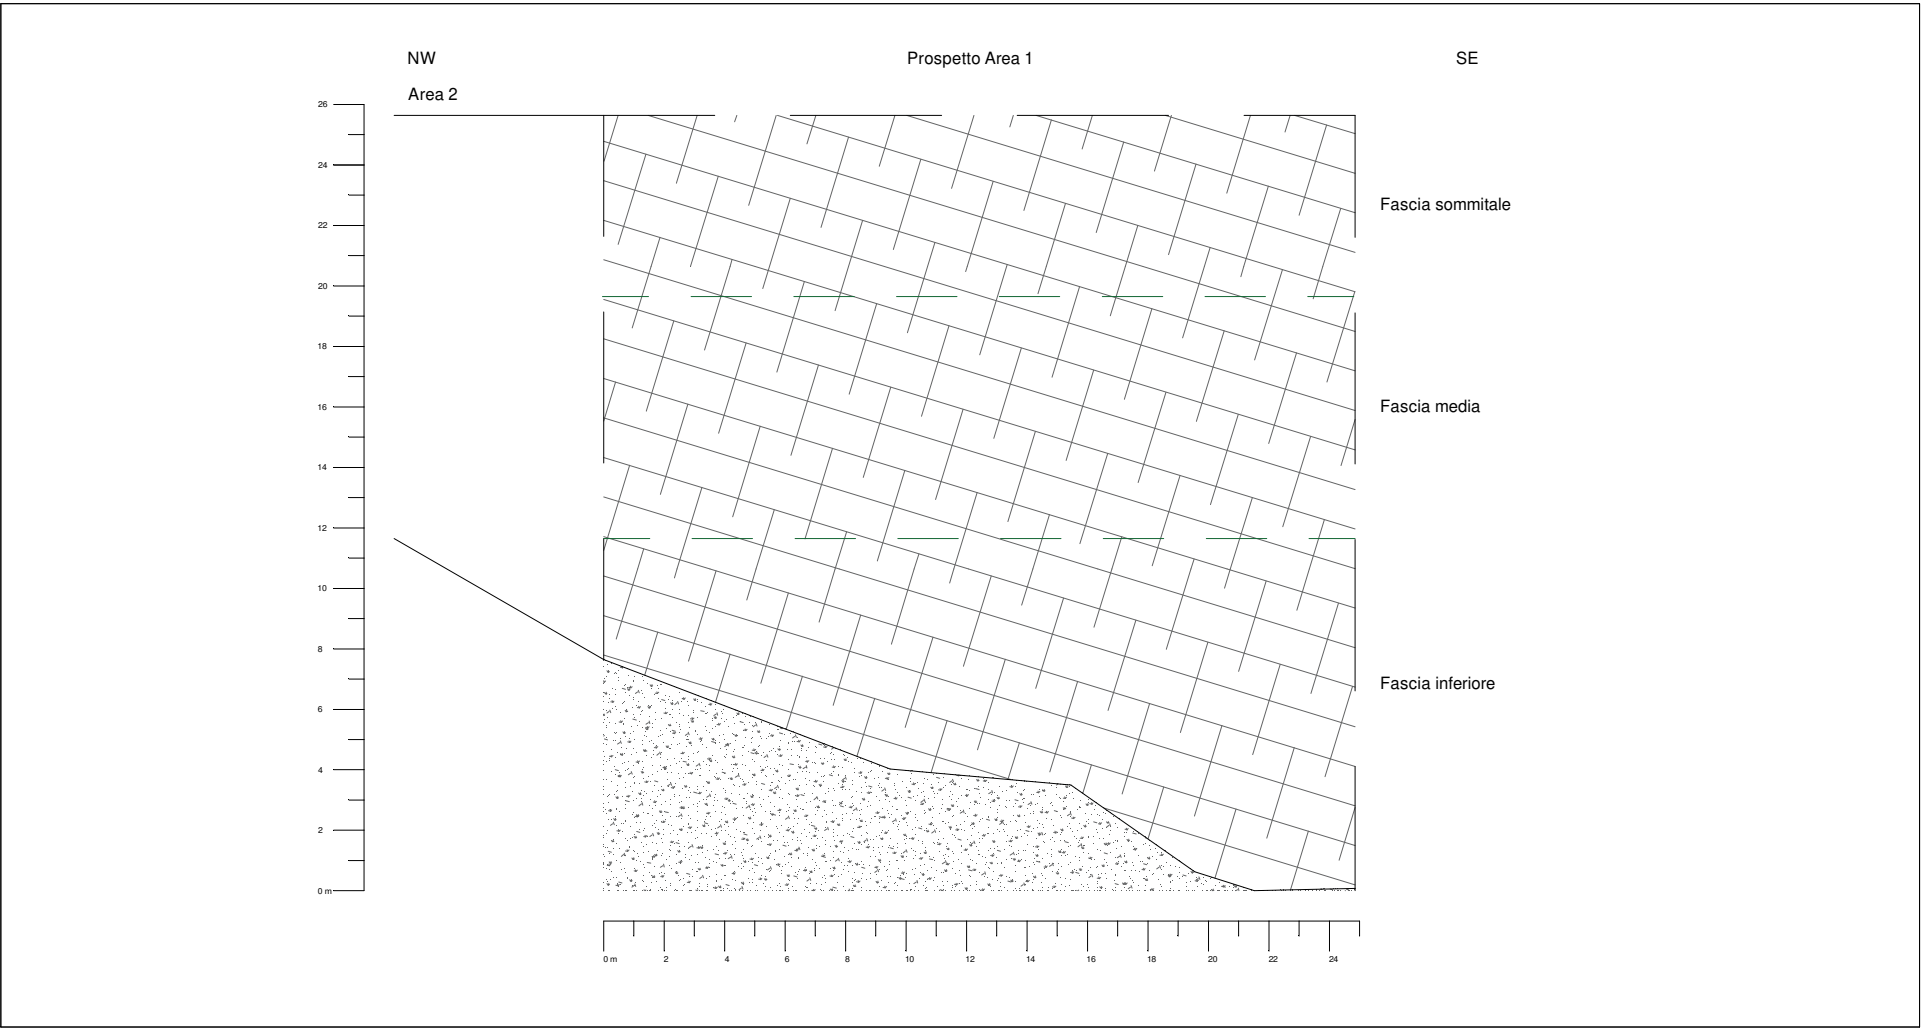 NW Prospetto Area 1 SE
Area 2
26
24
Fascia sommitale
22
20
18
16
Fascia media
14
12
10
8
Fascia inferiore
6
4
2
0 m
0 m 2 4 6 8 10 12 14 16 18 20 22 24